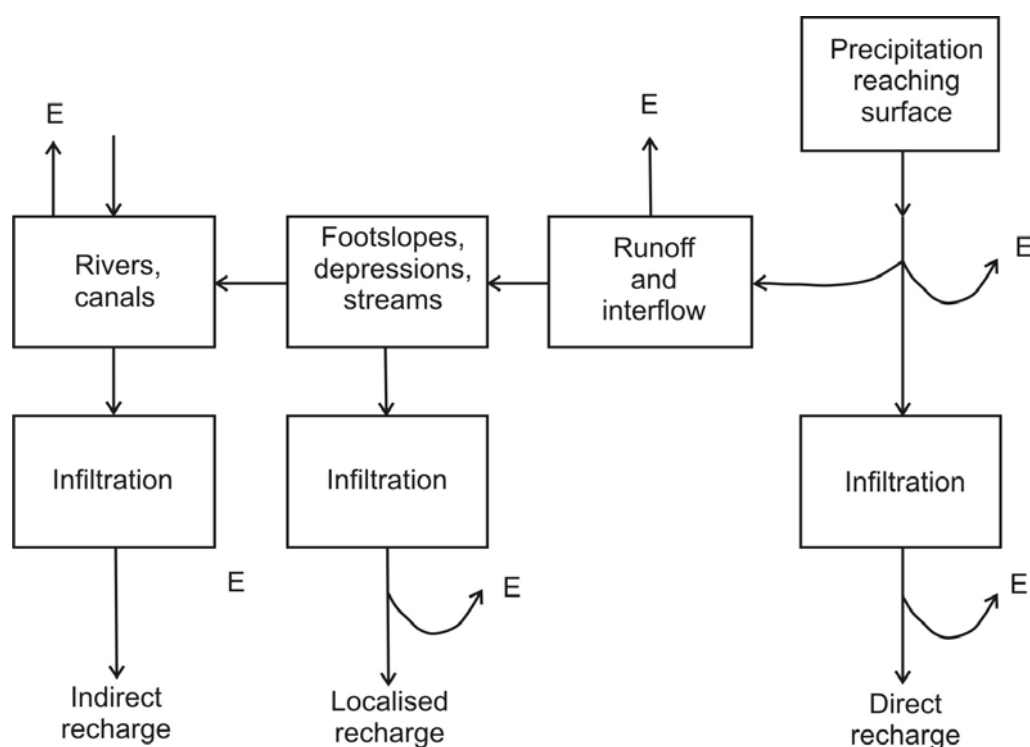 Precipitation
reaching
surface
E
E
E
Rivers,
canals
Footslopes,
depressions,
streams
Runoff
and
interflow
Infiltration
Infiltration
Infiltration
E
E
E
Indirect
recharge
Localised
recharge
Direct
recharge